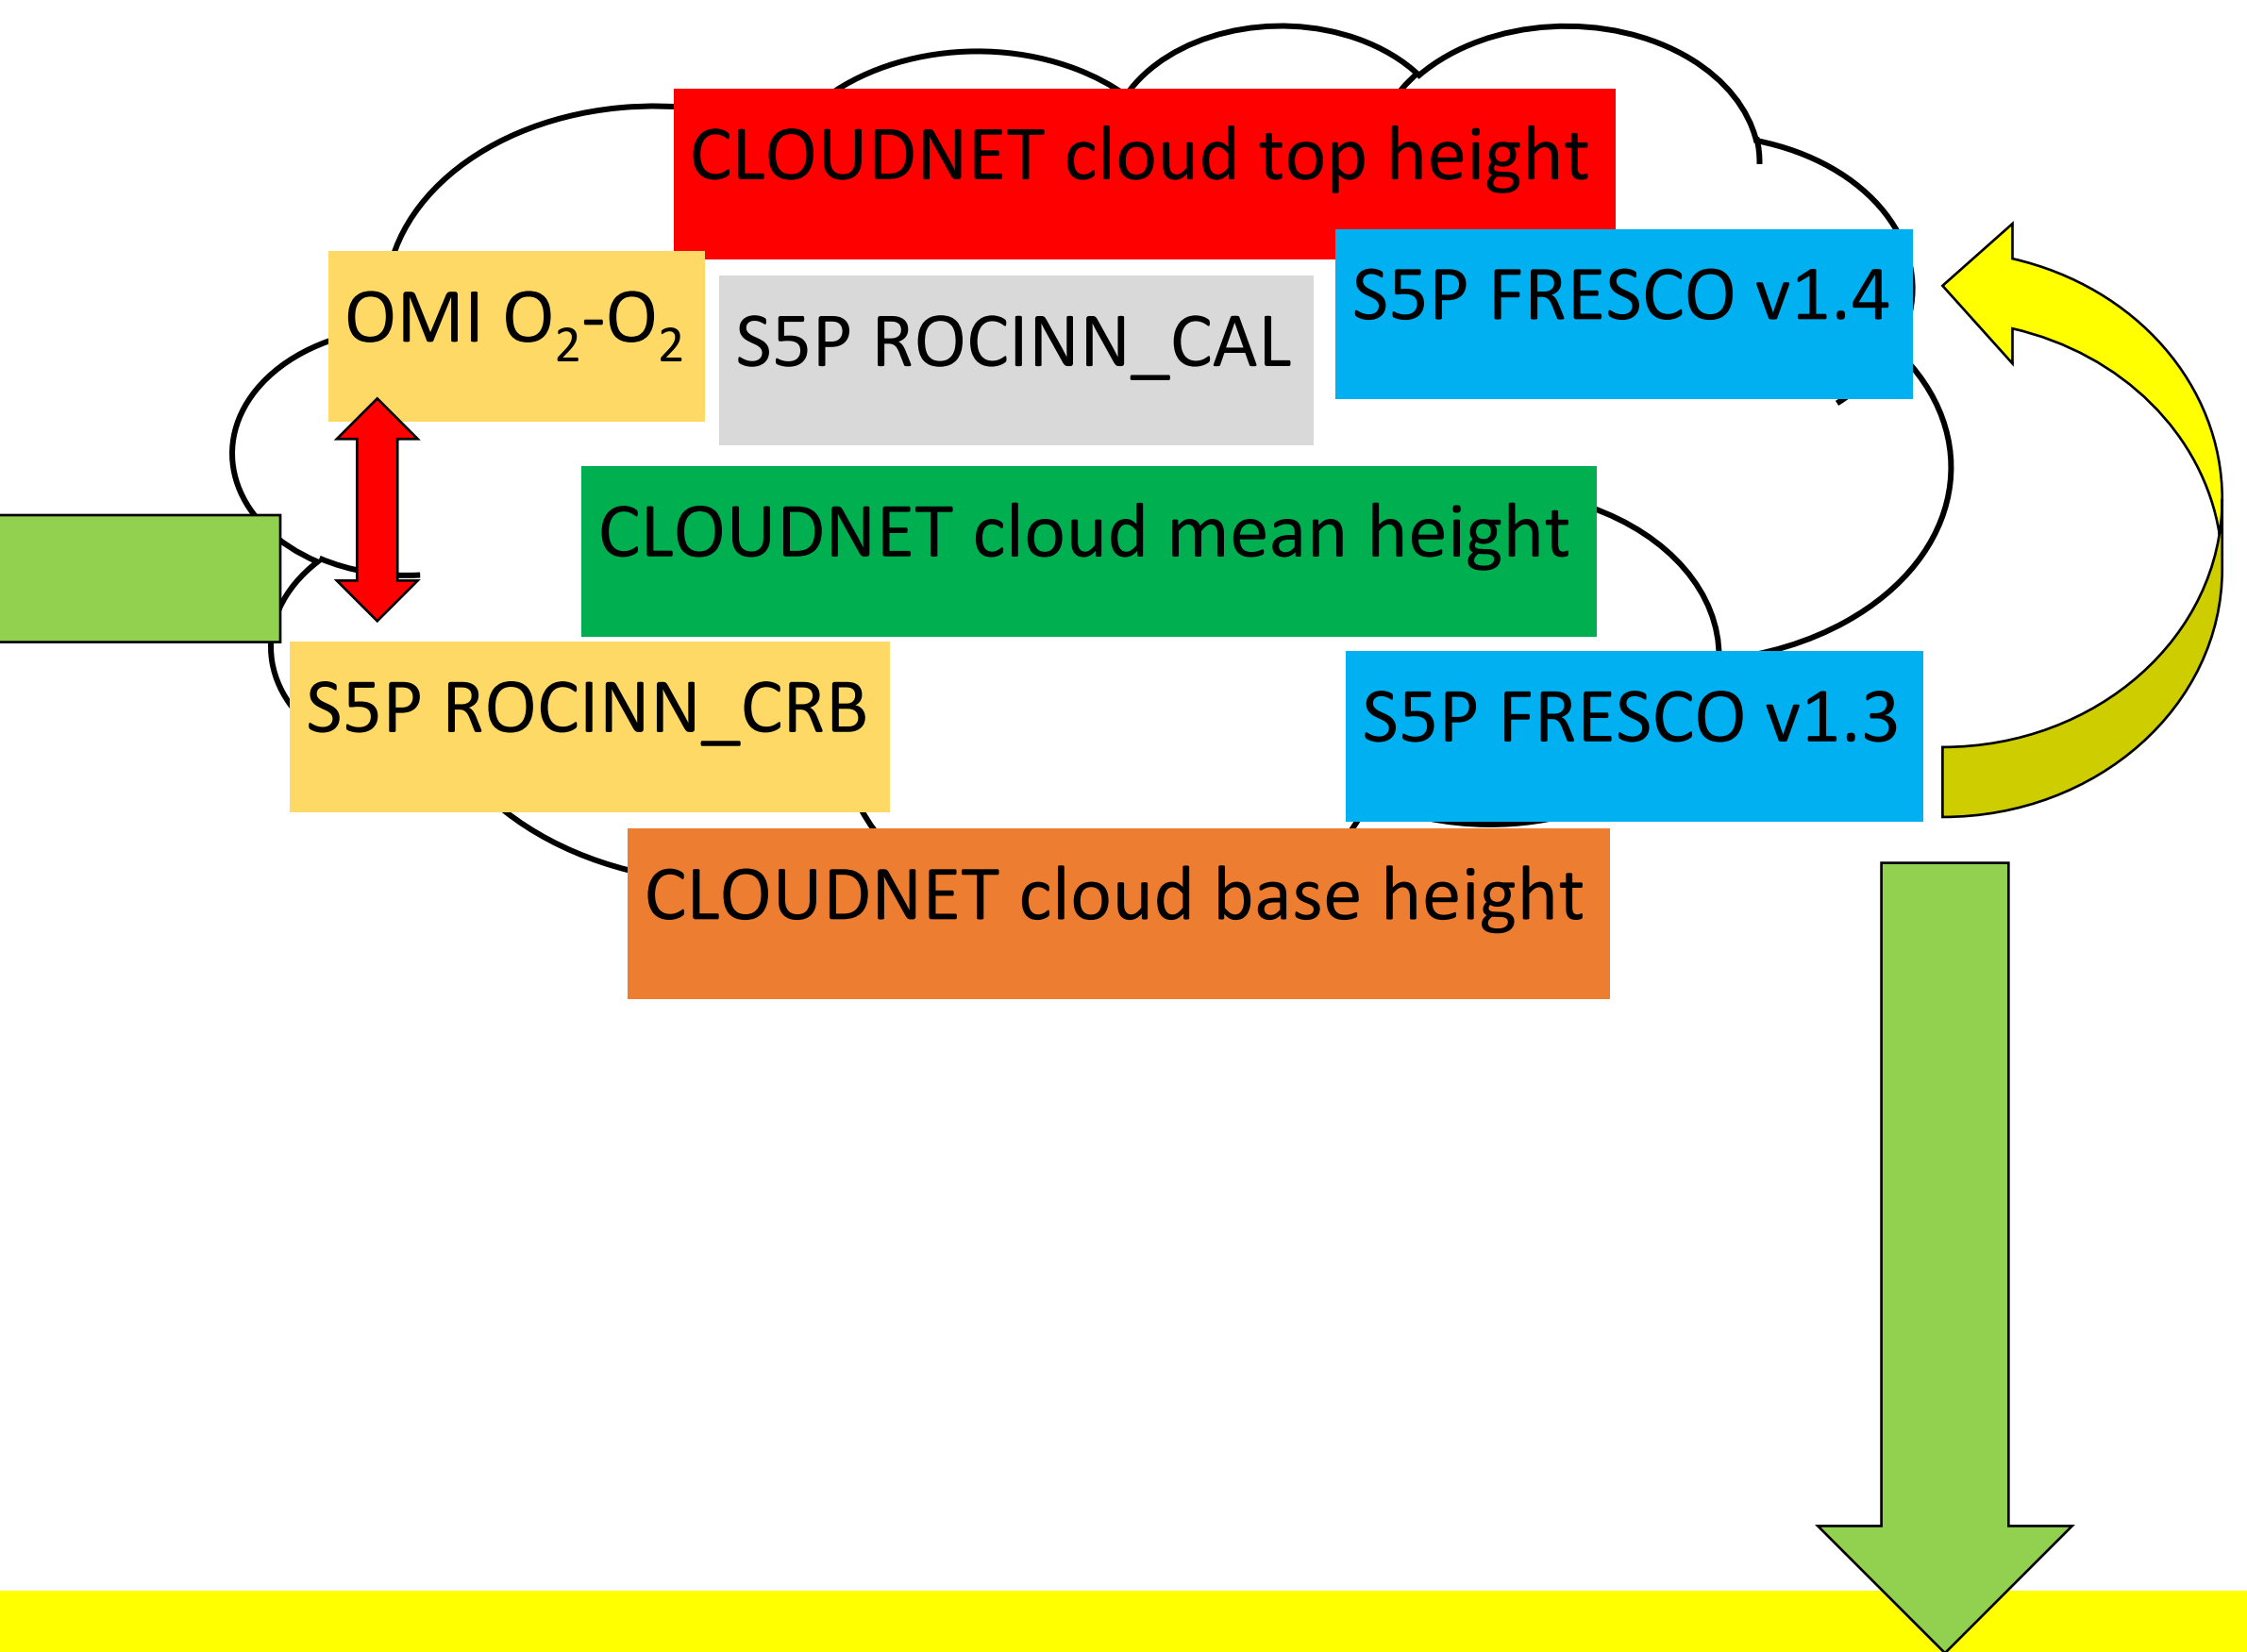 CLOUDNET cloud top height
S5P FRESCO v1.4
OMI O₂-O₂
S5P ROCINN_CAL
CLOUDNET cloud mean height
S5P ROCINN_CRB
S5P FRESCO v1.3
CLOUDNET cloud base height